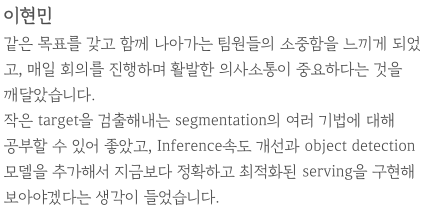 이현민
같은 목표를 갖고 함께 나아가는 팀원들의 소중함을 느끼게 되었
고, 매일 회의를 진행하며 활발한 의사소통이 중요하다는 것을
깨달았습니다.
작은 target을 검출해내는 segmentation의 여러 기법에 대해
공부할 수 있어 좋았고, Inference속도 개선과 object detection
모델을 추가해서 지금보다 정확하고 최적화된 serving을 구현해
보아야겠다는 생각이 들었습니다.